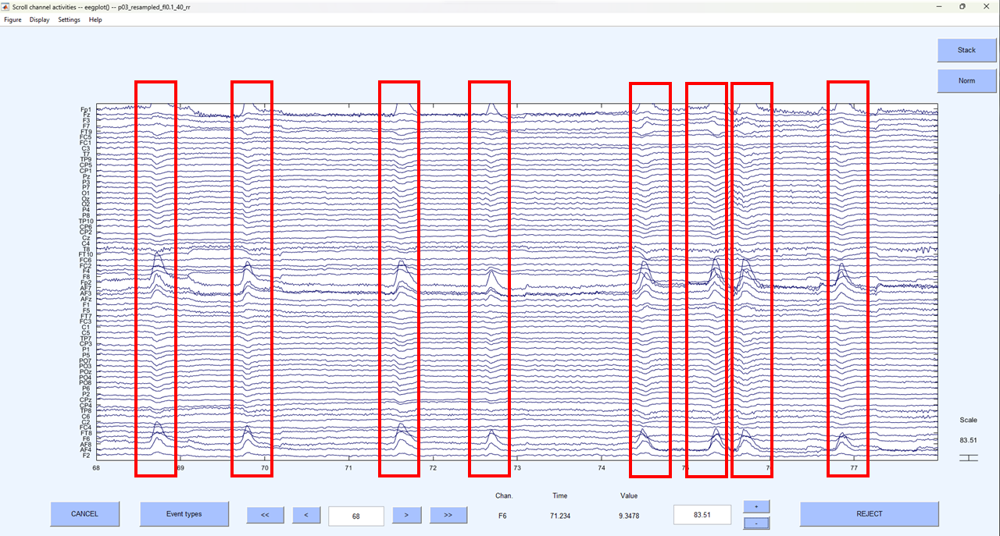 Scroll channel activities -- eegplot() -- p03_resampled_fl0.1_40_rr
Figure Display Settings Help
Stack
Norm
Fp1
Fz
F3
F7
FT9
FC5
FC1
C3
T7
TP9
CP5
CP1
Pz
P3
P7
O1
Oz
O2
P4
P8
TP10
CP6
CP2
Cz
C4
T8
FT10
FC6
FC2
F4
F8
Fp2
AF7
AF3
AFz
F1
F5
FT7
FC3
C1
C5
TP7
CP3
P1
P5
PO7
PO3
POz
PO4
PO8
P6
P2
CPz
CP4
TP8
C6
C2
FC4
FT8
F6
AF8
AF4
F2
Scale
83.51
68 69 70 71 72 73 74 77
Chan. Time Value
F6 71.234 9.3478
CANCEL Event types << < 68 > >> 83.51 + - REJECT